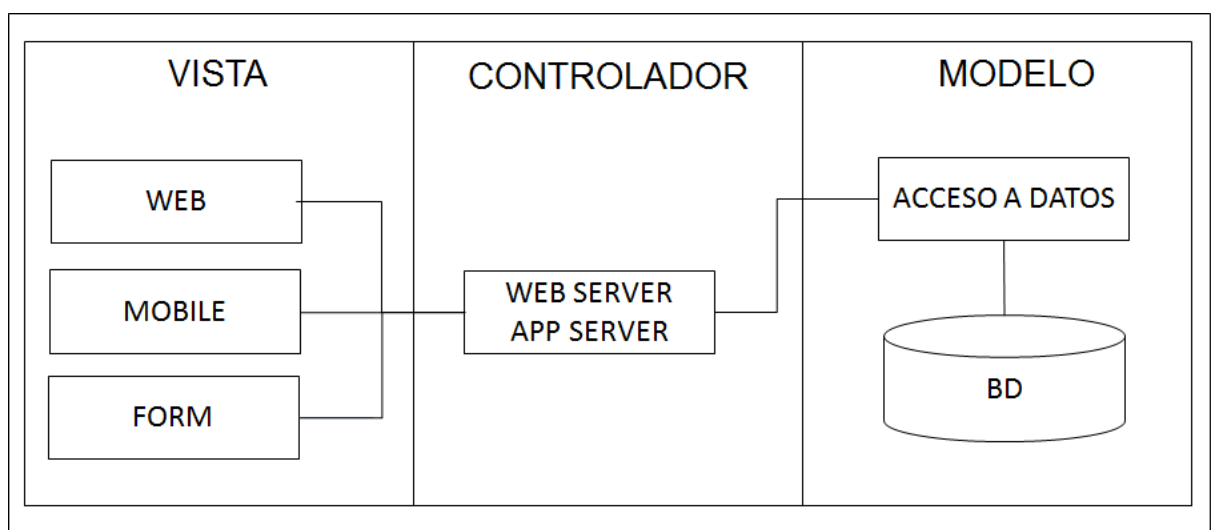 VISTA
CONTROLADOR
MODELO
WEB
MOBILE
FORM
WEB SERVER
APP SERVER
ACCESO A DATOS
BD